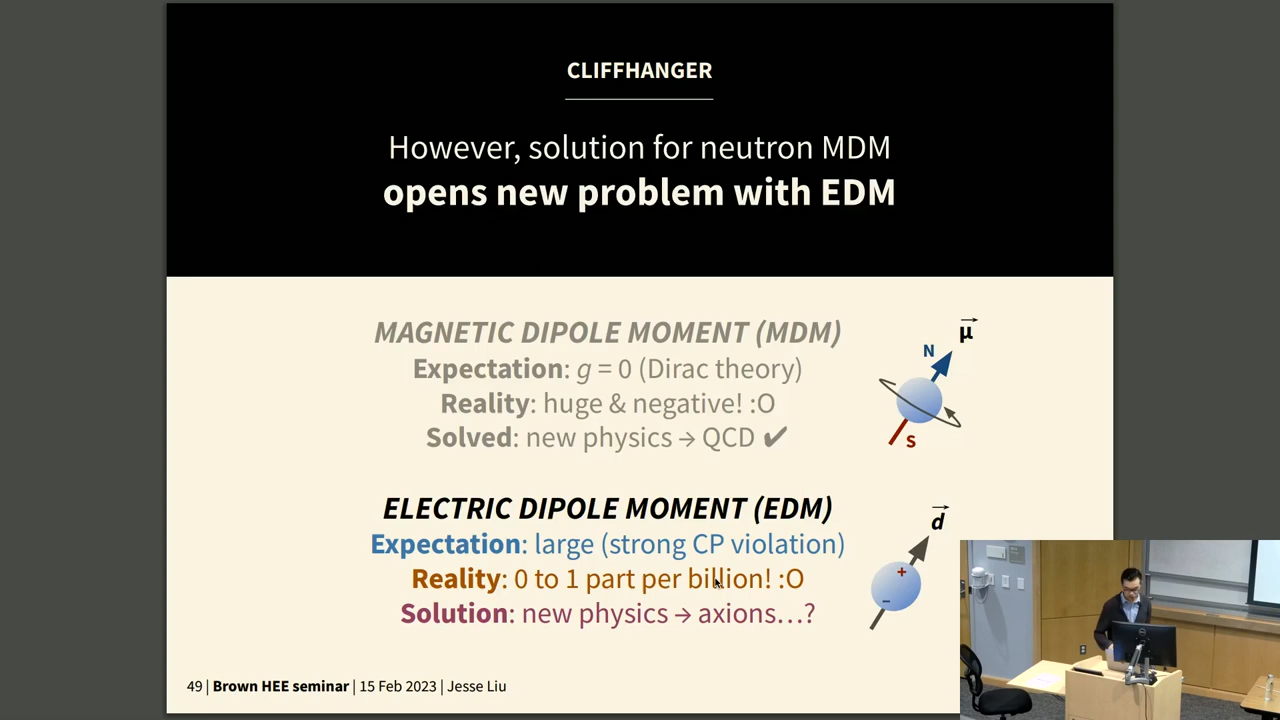 CLIFFHANGER
However, solution for neutron MDM
opens new problem with EDM
MAGNETIC DIPOLE MOMENT (MDM)
Expectation: g = 0 (Dirac theory)
Reality: huge & negative! :O
Solved: new physics → QCD ✔
N
μ⃗
S
ELECTRIC DIPOLE MOMENT (EDM)
Expectation: large (strong CP violation)
Reality: 0 to 1 part per billion! :O
Solution: new physics → axions…?
d⃗
+
–
49 | Brown HEE seminar | 15 Feb 2023 | Jesse Liu